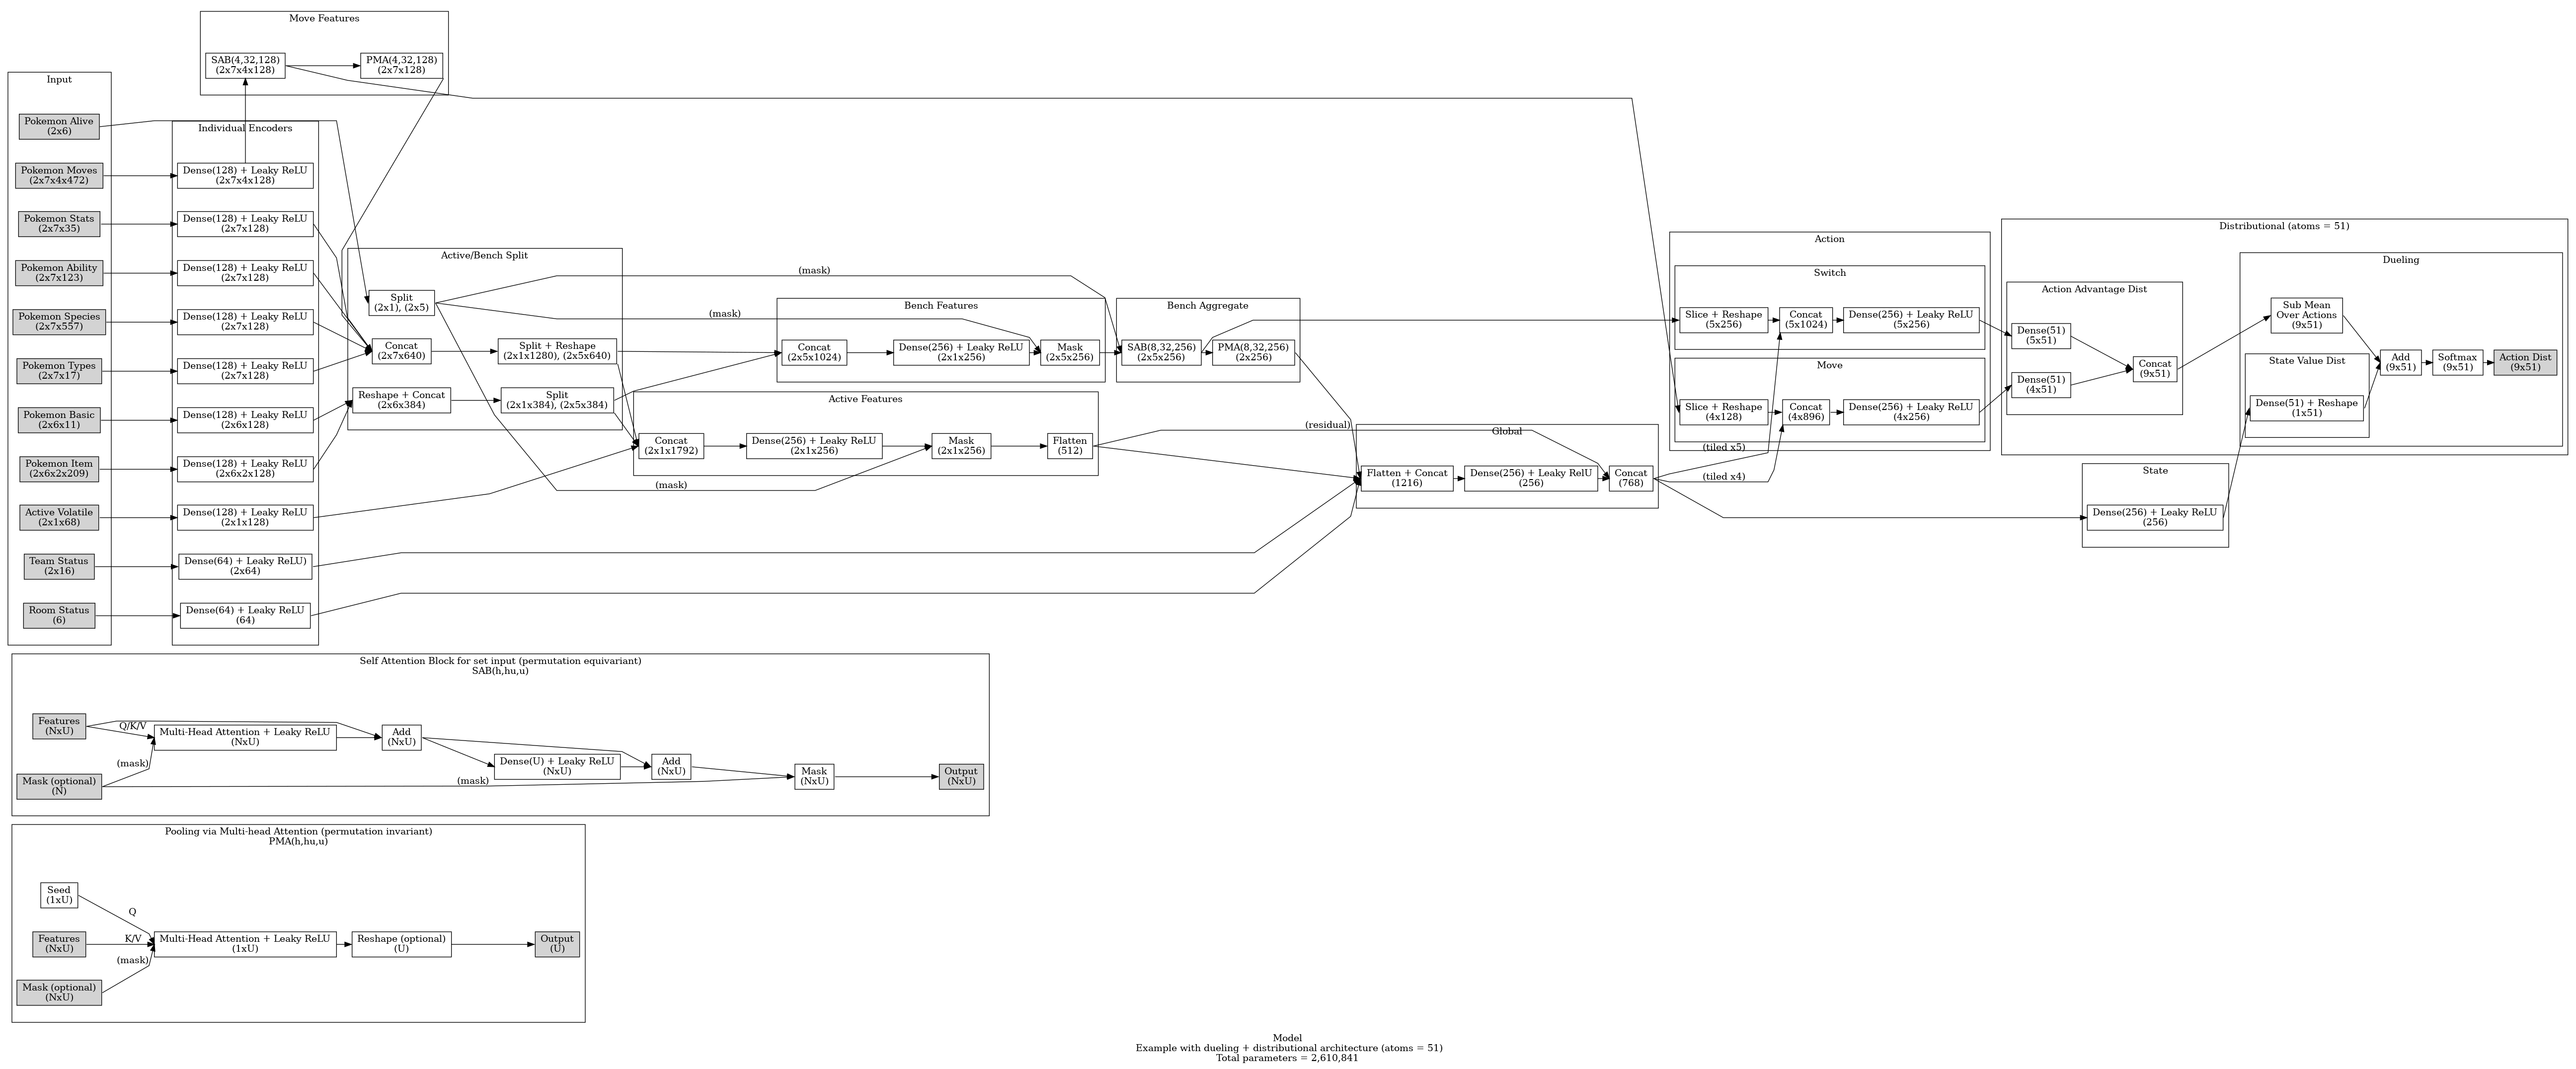 Move Features
SAB(4,32,128)
(2x7x4x128)
PMA(4,32,128)
(2x7x128)
Input
Pokemon Alive
(2x6)
Pokemon Moves
(2x7x4x472)
Pokemon Stats
(2x7x35)
Pokemon Ability
(2x7x123)
Pokemon Species
(2x7x557)
Pokemon Types
(2x7x17)
Pokemon Basic
(2x6x11)
Pokemon Item
(2x6x2x209)
Active Volatile
(2x1x68)
Team Status
(2x16)
Room Status
(6)
Individual Encoders
Dense(128) + Leaky ReLU
(2x7x4x128)
Dense(128) + Leaky ReLU
(2x7x128)
Dense(128) + Leaky ReLU
(2x7x128)
Dense(128) + Leaky ReLU
(2x7x128)
Dense(128) + Leaky ReLU
(2x7x128)
Dense(128) + Leaky ReLU
(2x6x128)
Dense(128) + Leaky ReLU
(2x6x2x128)
Dense(128) + Leaky ReLU
(2x1x128)
Dense(64) + Leaky ReLU)
(2x64)
Dense(64) + Leaky ReLU
(64)
Active/Bench Split
Split
(2x1), (2x5)
Concat
(2x7x640)
Split + Reshape
(2x1x1280), (2x5x640)
Reshape + Concat
(2x6x384)
Split
(2x1x384), (2x5x384)
(mask)
(mask)
(mask)
Bench Features
Concat
(2x5x1024)
Dense(256) + Leaky ReLU
(2x1x256)
Mask
(2x5x256)
Active Features
Concat
(2x1x1792)
Dense(256) + Leaky ReLU
(2x1x256)
Mask
(2x1x256)
Flatten
(512)
Bench Aggregate
SAB(8,32,256)
(2x5x256)
PMA(8,32,256)
(2x256)
(residual)
Global
Flatten + Concat
(1216)
Dense(256) + Leaky RelU
(256)
Concat
(768)
(tiled x5)
(tiled x4)
Action
Switch
Slice + Reshape
(5x256)
Concat
(5x1024)
Dense(256) + Leaky ReLU
(5x256)
Move
Slice + Reshape
(4x128)
Concat
(4x896)
Dense(256) + Leaky ReLU
(4x256)
Distributional (atoms = 51)
Action Advantage Dist
Dense(51)
(5x51)
Dense(51)
(4x51)
Concat
(9x51)
Dueling
Sub Mean
Over Actions
(9x51)
State Value Dist
Dense(51) + Reshape
(1x51)
Add
(9x51)
Softmax
(9x51)
Action Dist
(9x51)
State
Dense(256) + Leaky ReLU
(256)
Self Attention Block for set input (permutation equivariant)
SAB(h,hu,u)
Features
(NxU)
Q/K/V
Mask (optional)
(N)
(mask)
Multi-Head Attention + Leaky ReLU
(NxU)
Add
(NxU)
Dense(U) + Leaky ReLU
(NxU)
Add
(NxU)
(mask)
Mask
(NxU)
Output
(NxU)
Pooling via Multi-head Attention (permutation invariant)
PMA(h,hu,u)
Seed
(1xU)
Q
Features
(NxU)
K/V
Mask (optional)
(NxU)
(mask)
Multi-Head Attention + Leaky ReLU
(1xU)
Reshape (optional)
(U)
Output
(U)
Model
Example with dueling + distributional architecture (atoms = 51)
Total parameters = 2,610,841